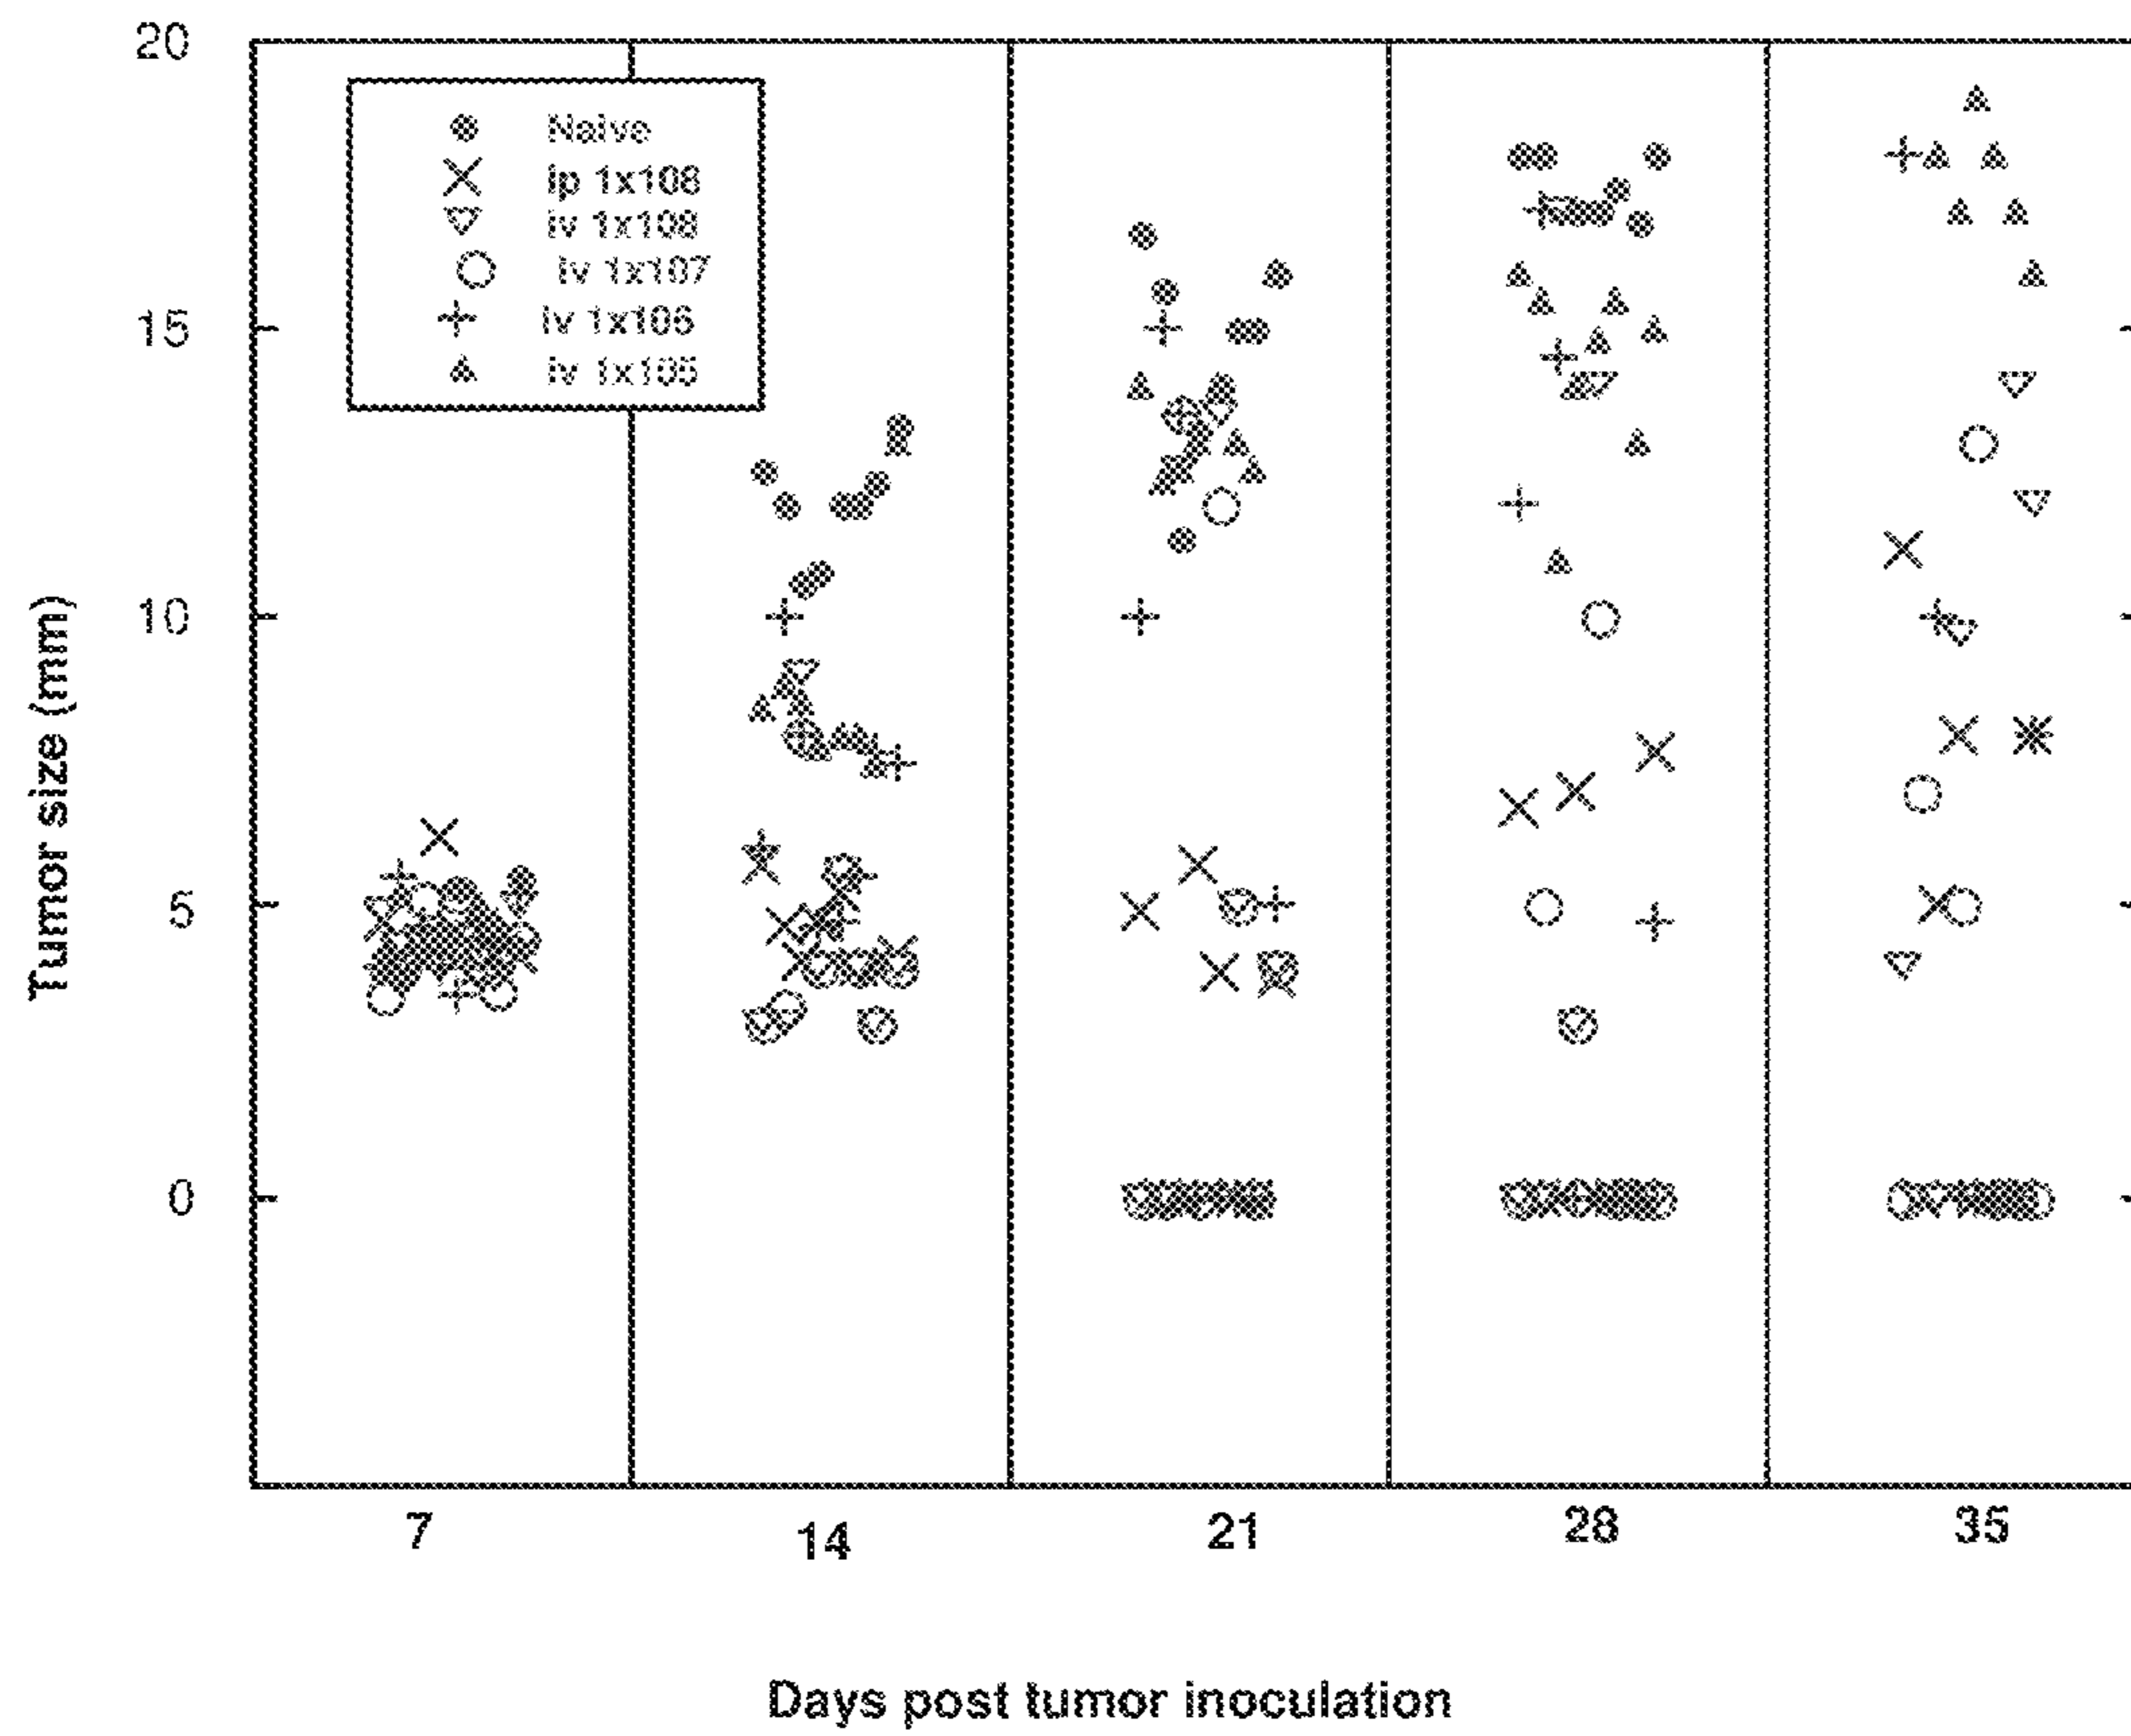 20
15
10
5
0
Tumor size (mm)
Naive
ip 1x108
iv 1x108
iv 1x107
iv 1x106
iv 1x105
7
14
21
28
35
Days post tumor inoculation